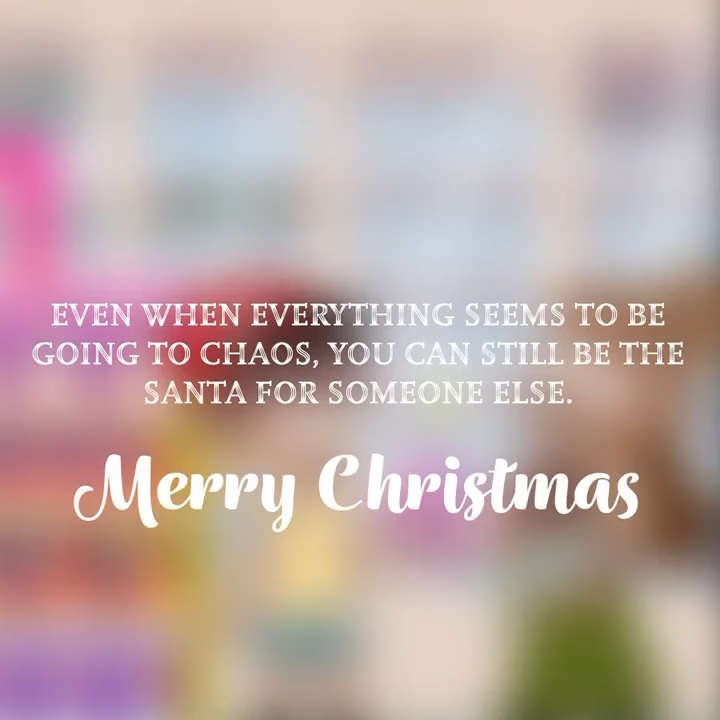 EVEN WHEN EVERYTHING SEEMS TO BE
GOING TO CHAOS, YOU CAN STILL BE THE
SANTA FOR SOMEONE ELSE.
Merry Christmas